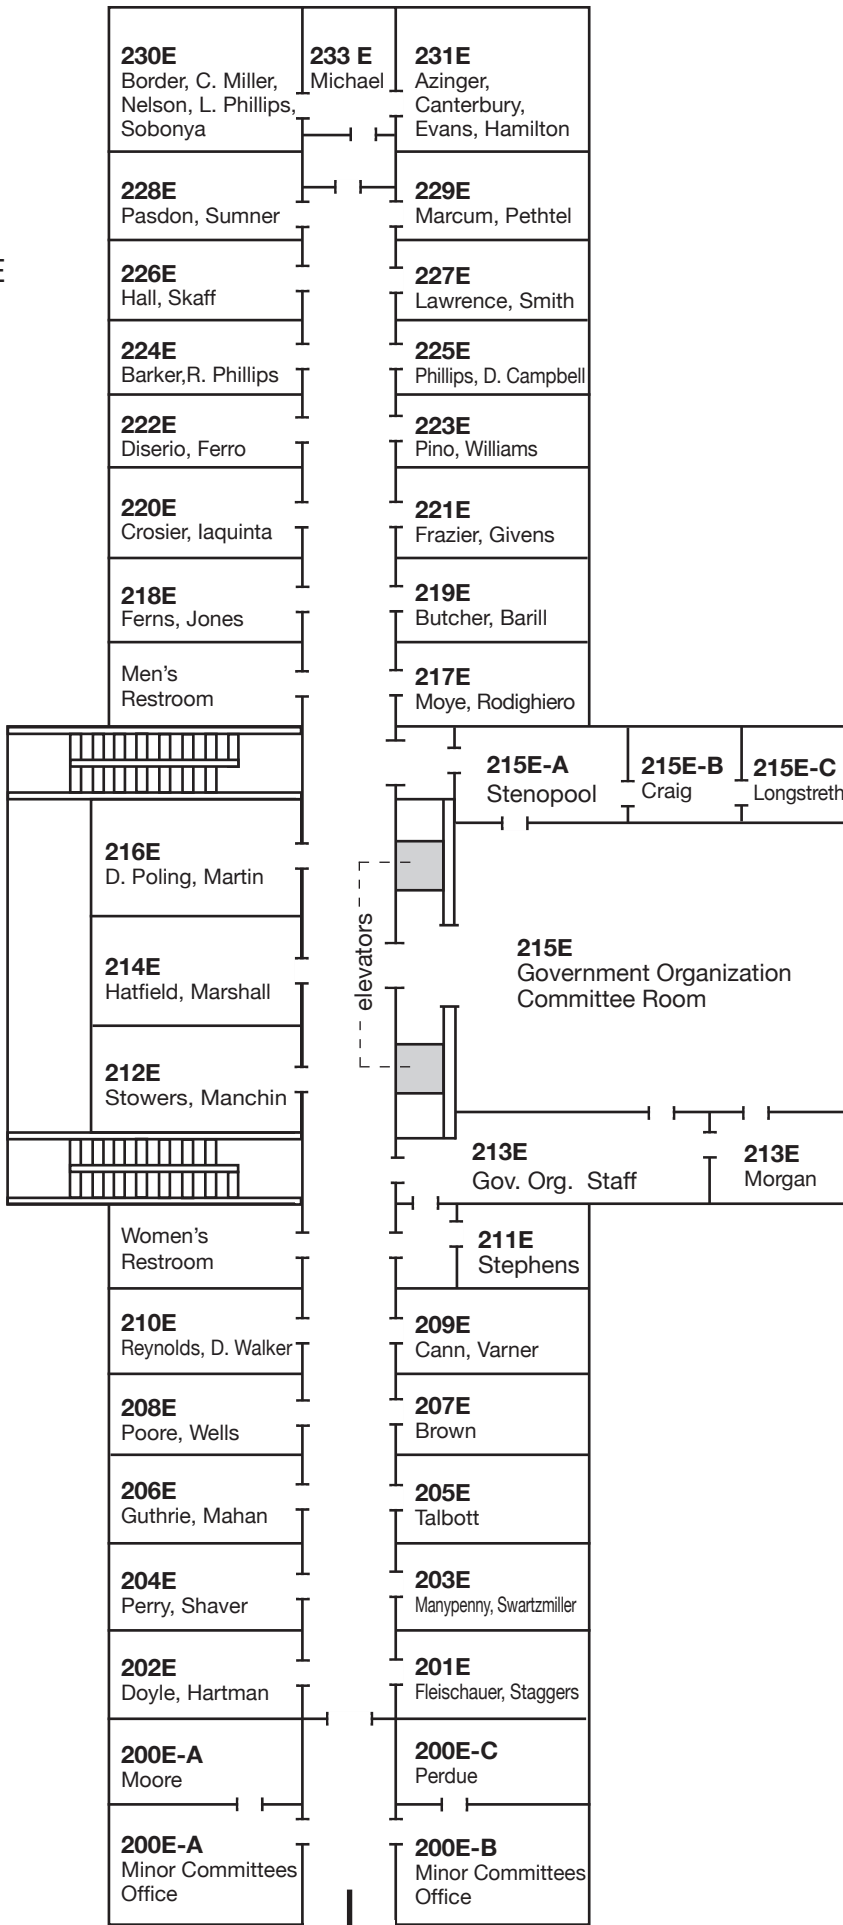 230E
Border, C. Miller,
Nelson, L. Phillips,
Sobonya
233 E
Michael
231E
Azinger,
Canterbury,
Evans, Hamilton
228E
Pasdon, Sumner
229E
Marcum, Pethtel
E
226E
Hall, Skaff
227E
Lawrence, Smith
224E
Barker,R. Phillips
225E
Phillips, D. Campbell
222E
Diserio, Ferro
223E
Pino, Williams
220E
Crosier, Iaquinta
221E
Frazier, Givens
218E
Ferns, Jones
219E
Butcher, Barill
Men's
Restroom
217E
Moye, Rodighiero
215E-A
Stenopool
215E-B
Craig
215E-C
Longstreth
216E
D. Poling, Martin
elevators
215E
Government Organization
Committee Room
214E
Hatfield, Marshall
212E
Stowers, Manchin
213E
Gov. Org. Staff
213E
Morgan
Women's
Restroom
211E
Stephens
210E
Reynolds, D. Walker
209E
Cann, Varner
208E
Poore, Wells
207E
Brown
206E
Guthrie, Mahan
205E
Talbott
204E
Perry, Shaver
203E
Manypenny, Swartzmiller
202E
Doyle, Hartman
201E
Fleischauer, Staggers
200E-A
Moore
200E-C
Perdue
200E-A
Minor Committees
Office
200E-B
Minor Committees
Office